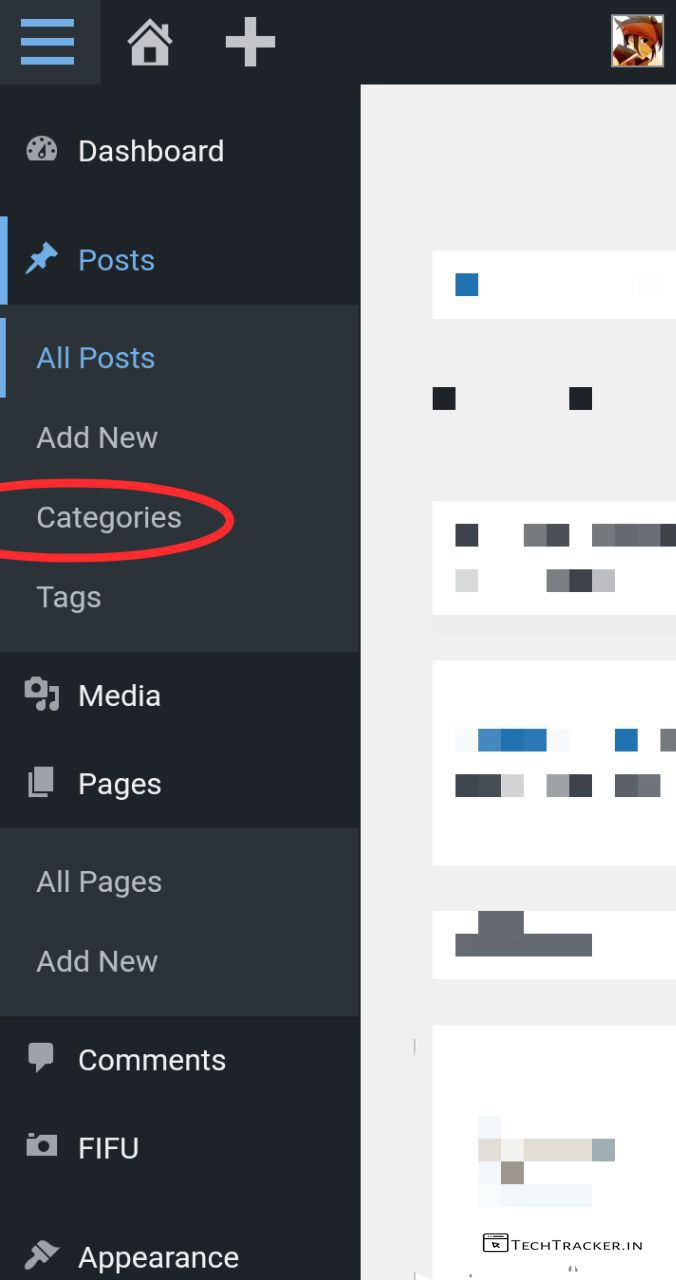 Dashboard
Posts
All Posts
Add New
Categories
Tags
Media
Pages
All Pages
Add New
Comments
FIFU
Appearance
TECHTRACKER.IN